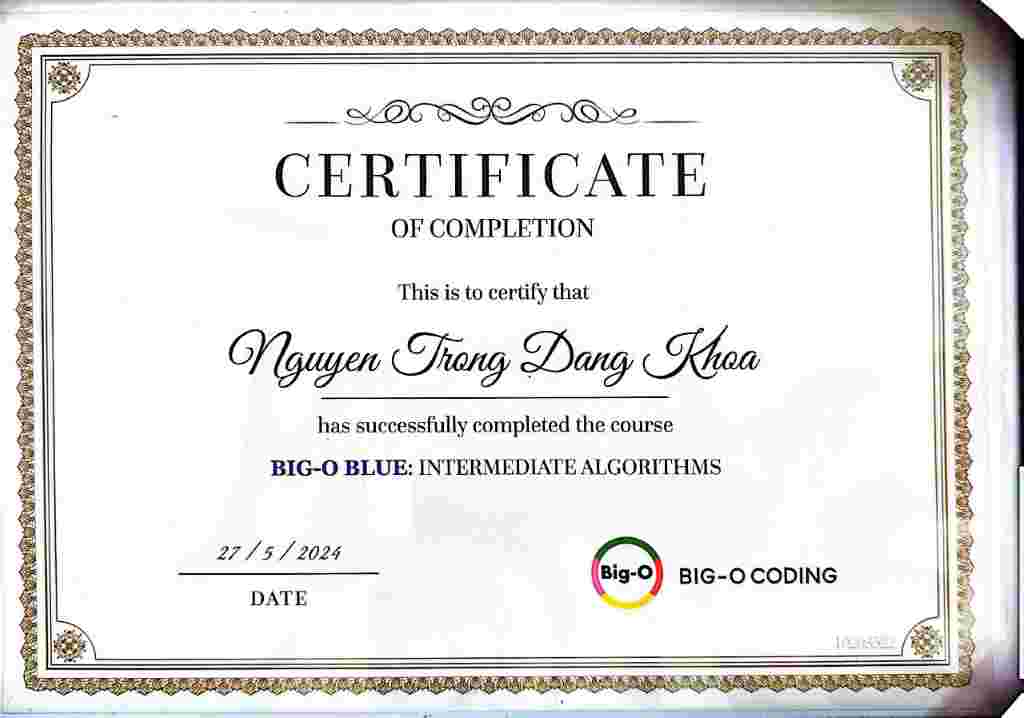 CERTIFICATE
OF COMPLETION
This is to certify that
Nguyen Trong Dang Khoa
has successfully completed the course
BIG-O BLUE: INTERMEDIATE ALGORITHMS
27 / 5 / 2024
DATE
Big-O
BIG-O CODING